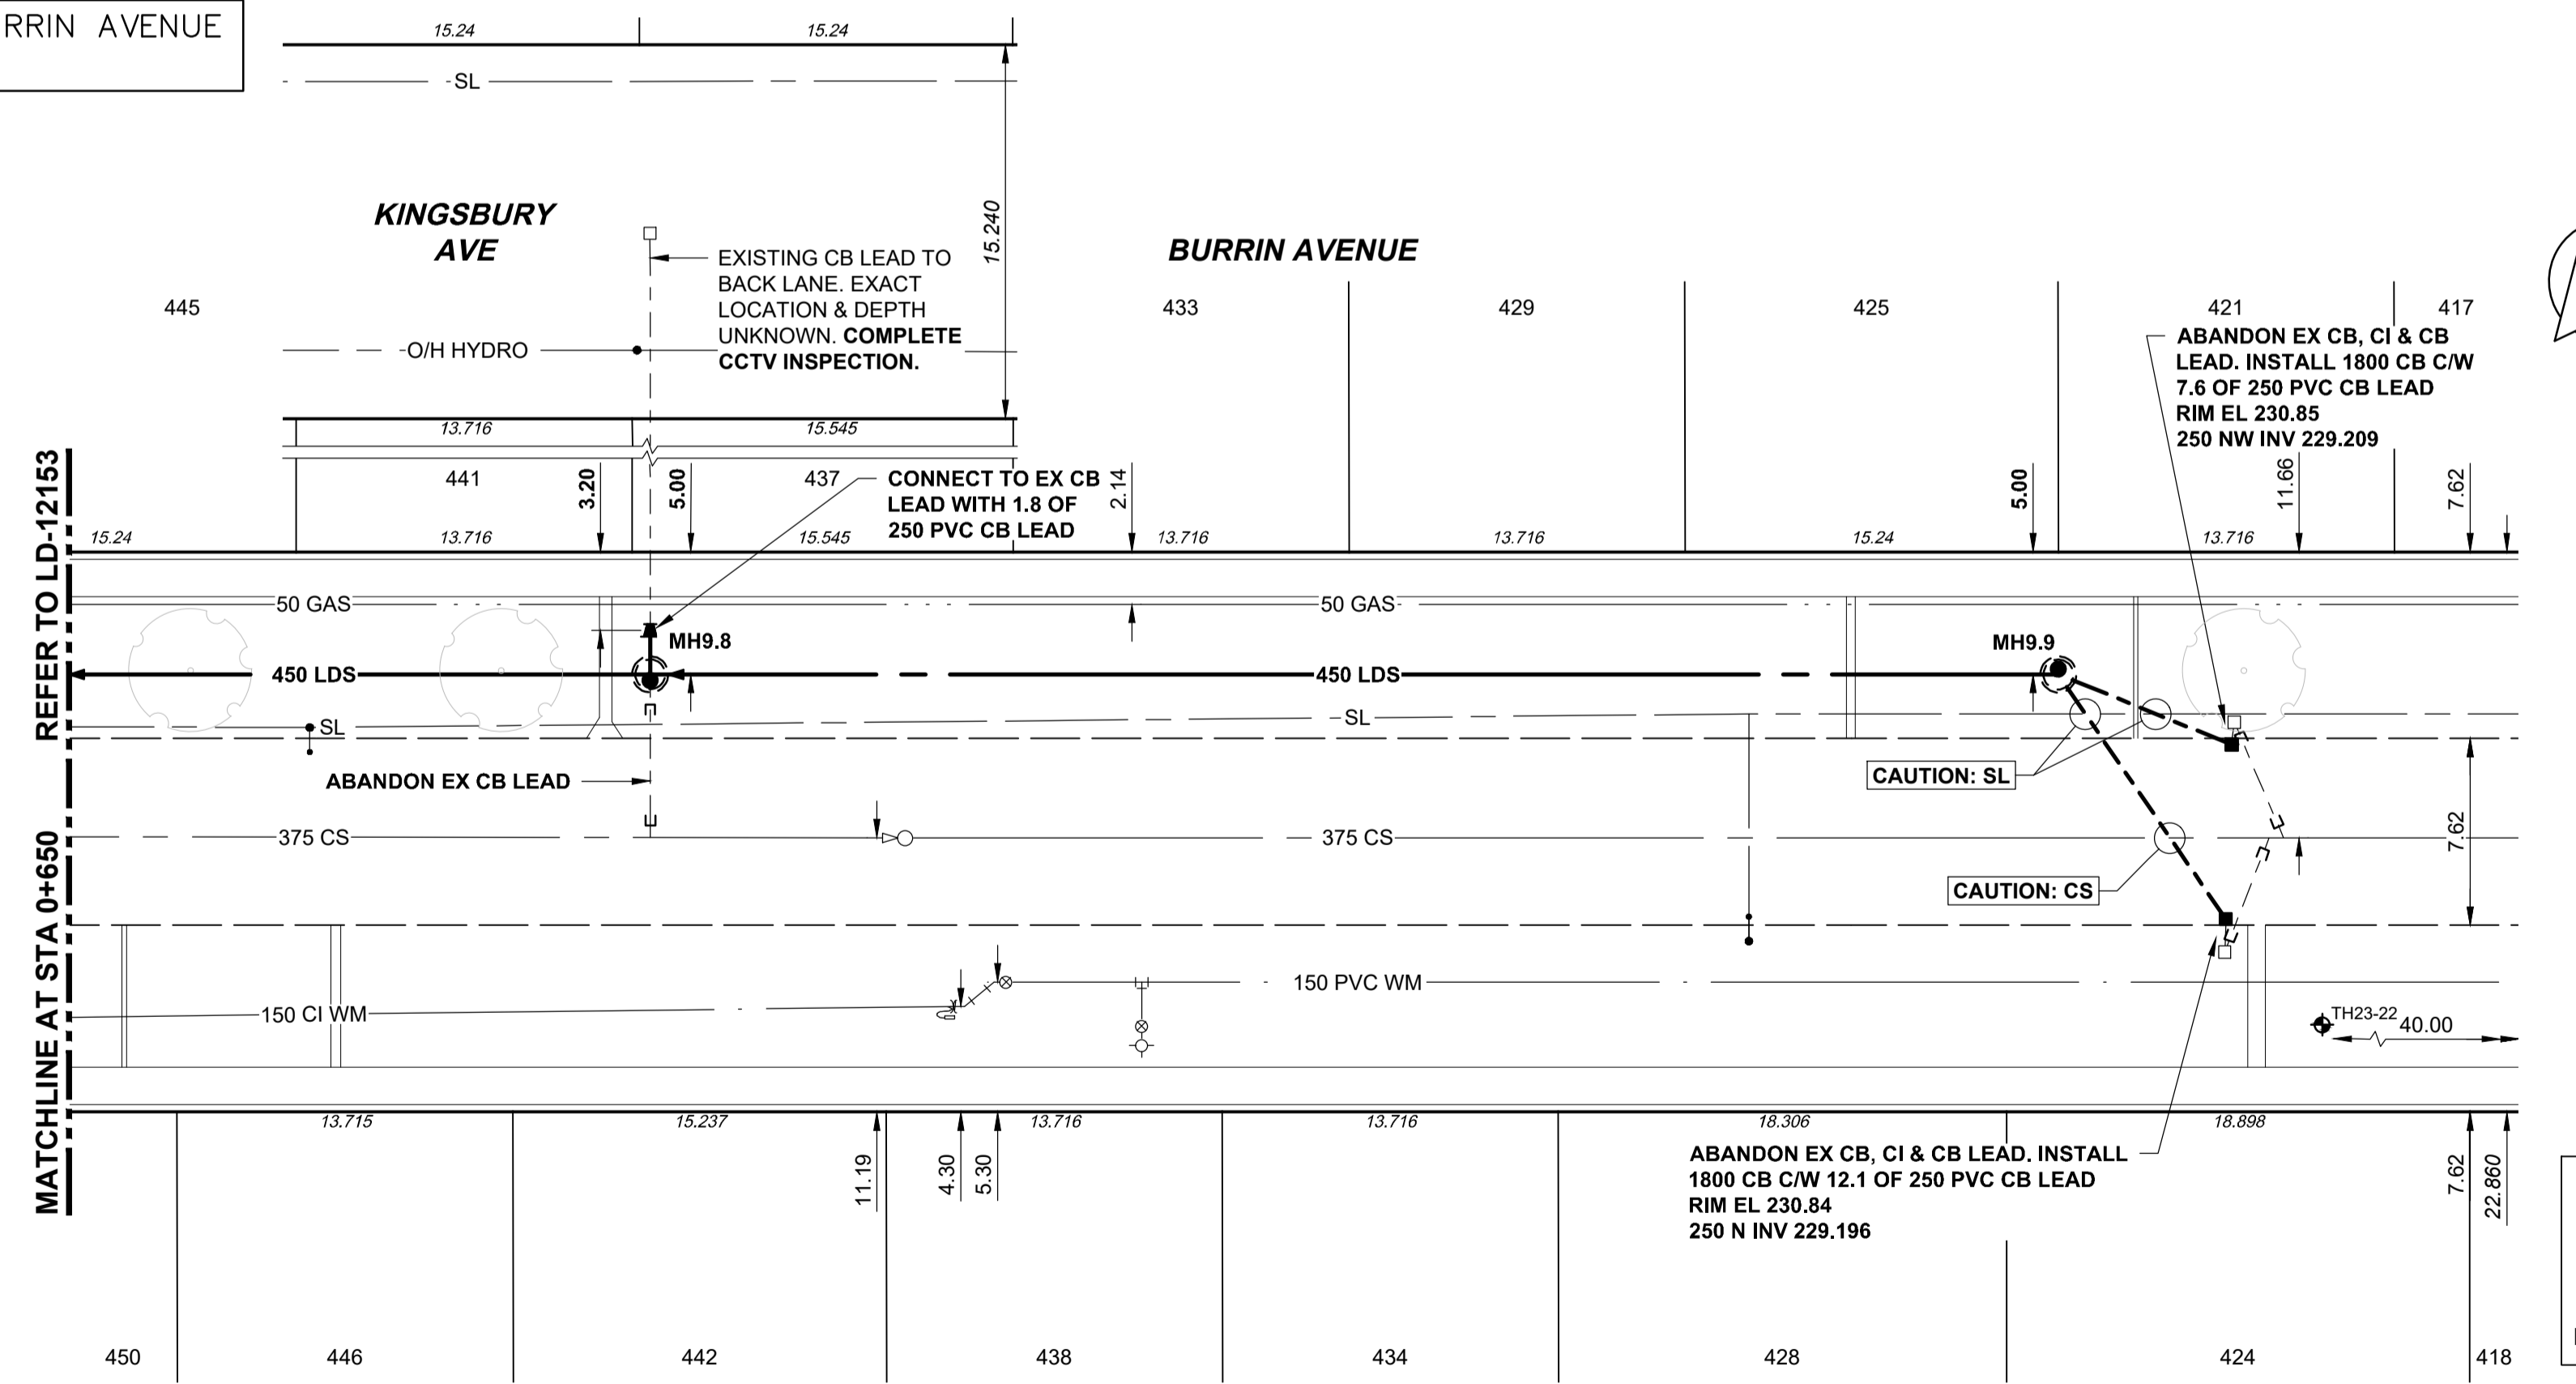 RRIN AVENUE
15.24
15.24
SL
KINGSBURY
AVE
15.240
EXISTING CB LEAD TO
BACK LANE. EXACT
LOCATION & DEPTH
UNKNOWN. COMPLETE
CCTV INSPECTION.
BURRIN AVENUE
445
O/H HYDRO
433
429
425
421
417
ABANDON EX CB, CI & CB
LEAD. INSTALL 1800 CB C/W
7.6 OF 250 PVC CB LEAD
RIM EL 230.85
250 NW INV 229.209
13.716
15.545
441
3.20
5.00
437
CONNECT TO EX CB
LEAD WITH 1.8 OF
250 PVC CB LEAD
2.14
5.00
11.66
7.62
15.24
13.716
15.545
13.716
13.716
15.24
13.716
REFER TO LD-12153
MATCHLINE AT STA 0+650
50 GAS
50 GAS
MH9.8
MH9.9
450 LDS
450 LDS
SL
SL
ABANDON EX CB LEAD
CAUTION: SL
375 CS
375 CS
7.62
CAUTION: CS
150 CI WM
150 PVC WM
TH23-22
40.00
13.715
15.237
13.716
13.716
18.306
18.898
11.19
4.30
5.30
ABANDON EX CB, CI & CB LEAD. INSTALL
1800 CB C/W 12.1 OF 250 PVC CB LEAD
RIM EL 230.84
250 N INV 229.196
7.62
22.860
450
446
442
438
434
428
424
418